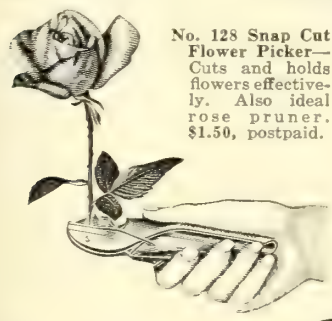 No. 128 Snap Cut
Flower Picker—
Cuts and holds
flowers effective-
ly. Also ideal
rose pruner.
$1.50, postpaid.